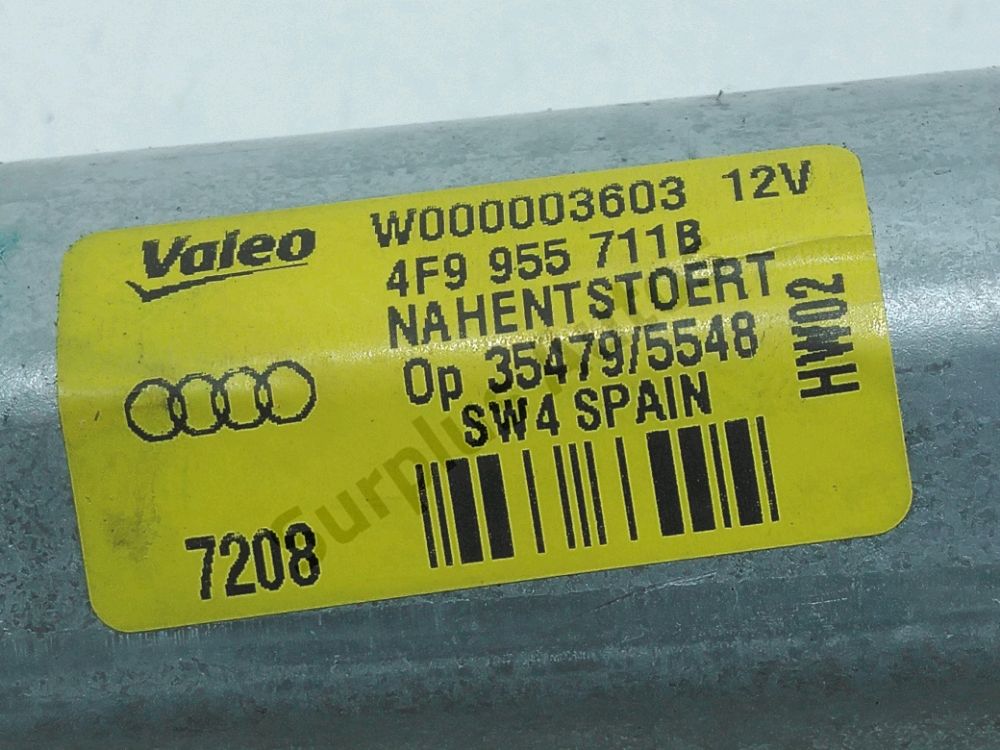 Valeo
W000003603 12V
4F9 955 711B
NAHENTSTOERT
Op 35479/5548
SW4 SPAIN
HW02
7208